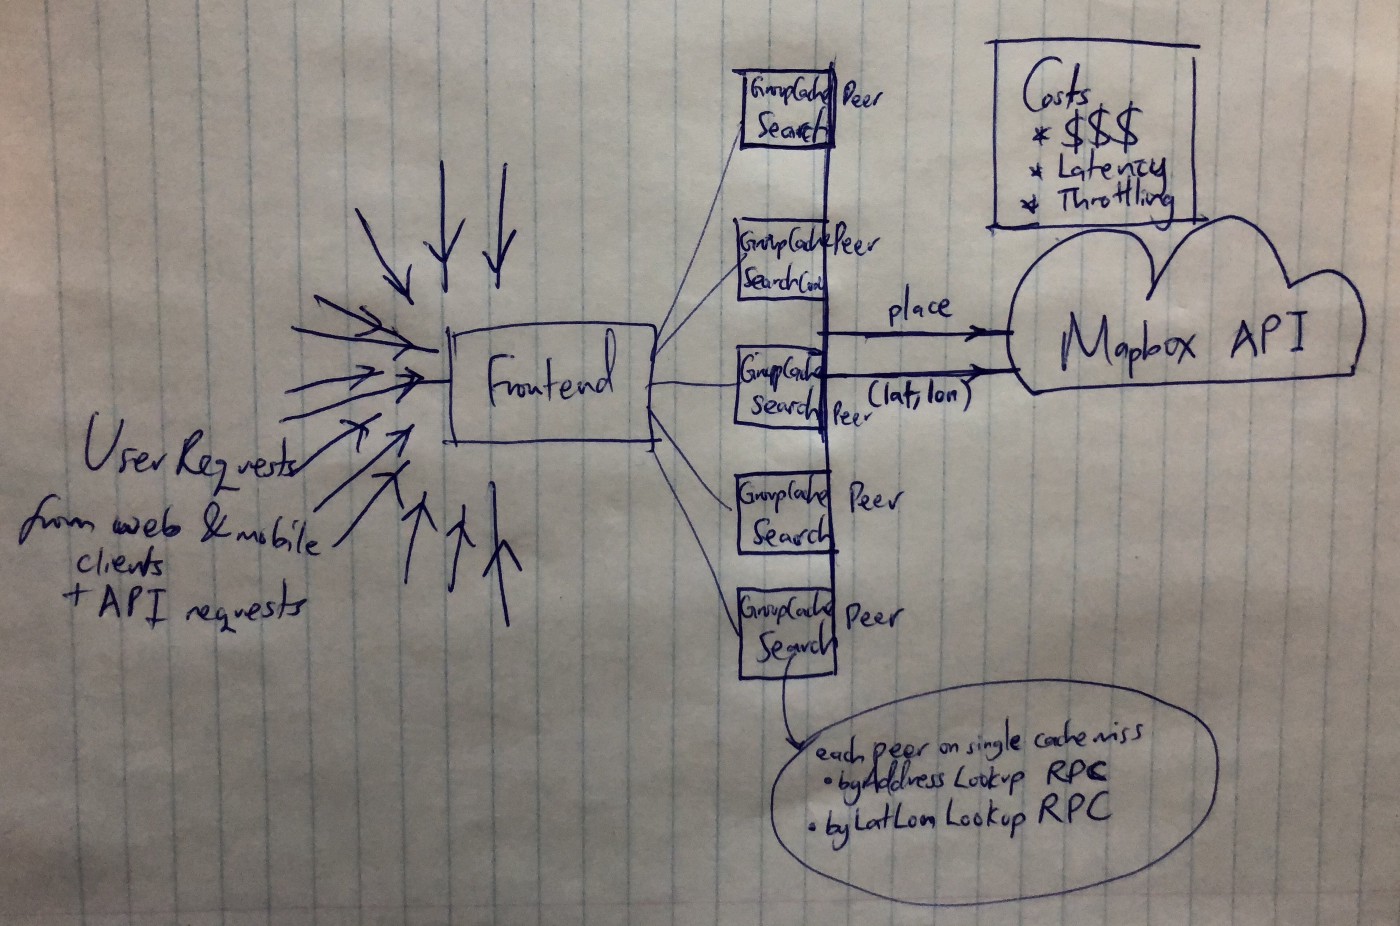 User Requests
from web & mobile
clients
+ API requests
Frontend
GroupCache
Search
Peer
GroupCache
Search
Peer
GroupCache
Search
Peer
GroupCache
Search
Peer
GroupCache
Search
Peer
place
(lat, lon)
Costs
* $$$
* Latency
* Throttling
Mapbox API
each peer on single cache miss
• byAddress Lookup RPC
• byLatLon Lookup RPC